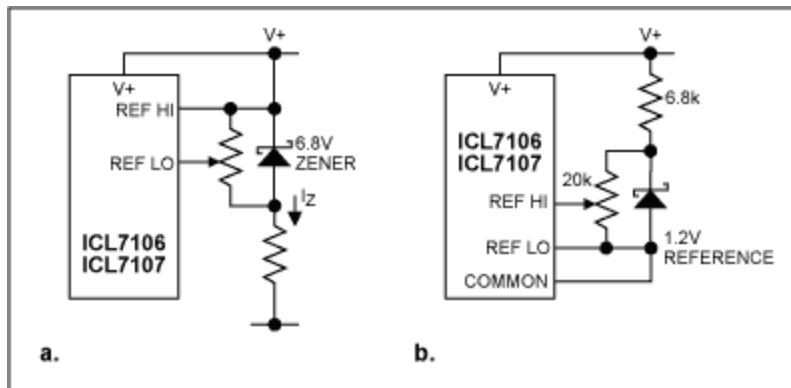 V+
V+
REF HI
REF LO
6.8V
ZENER
IZ
ICL7106
ICL7107
a.
V+
V+
6.8k
ICL7106
ICL7107
20k
REF HI
REF LO
1.2V
REFERENCE
COMMON
b.